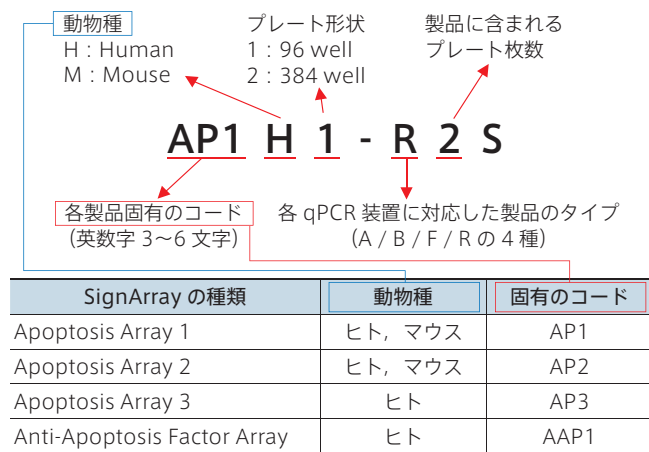 動物種
H : Human
M : Mouse
プレート形状
1 : 96 well
2 : 384 well
製品に含まれる
プレート枚数
AP1 H 1 - R 2 S
各製品固有のコード
(英数字 3〜6 文字)
各 qPCR 装置に対応した製品のタイプ
(A / B / F / R の 4 種)
SignArray の種類 動物種 固有のコード
Apoptosis Array 1 ヒト，マウス AP1
Apoptosis Array 2 ヒト，マウス AP2
Apoptosis Array 3 ヒト AP3
Anti-Apoptosis Factor Array ヒト AAP1